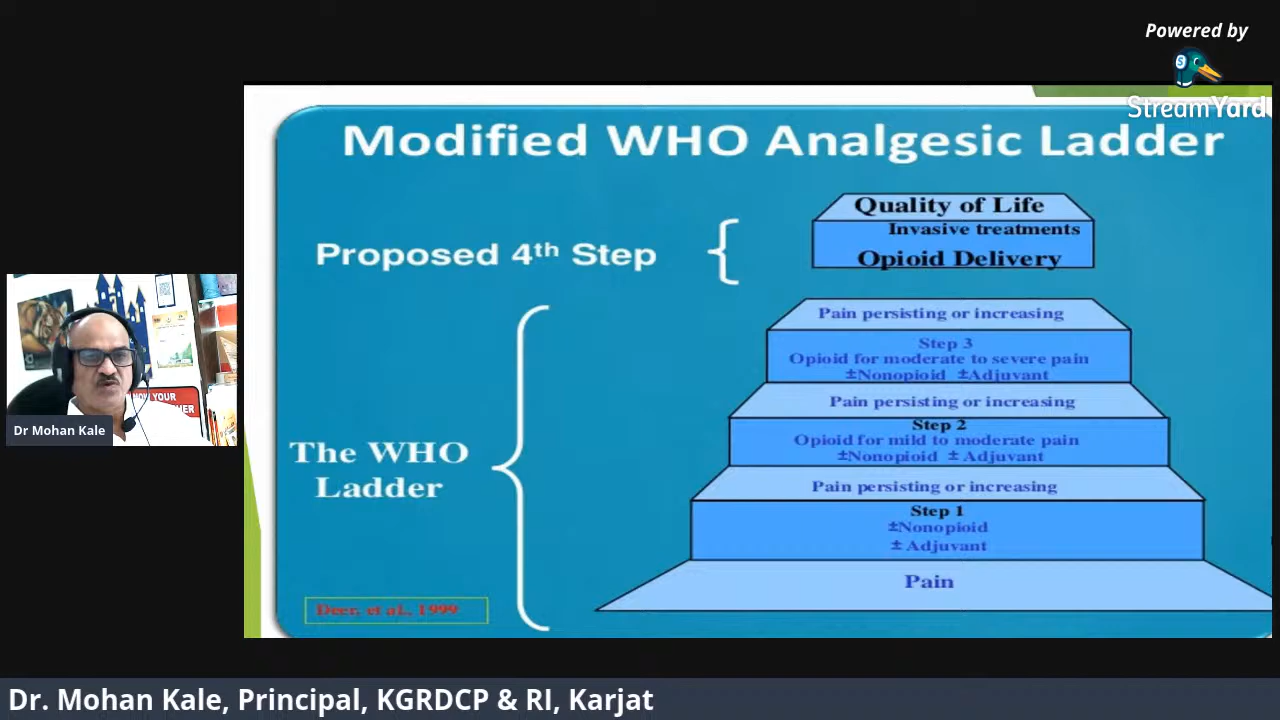 Powered by
StreamYard
Modified WHO Analgesic Ladder
Quality of Life
Invasive treatments
Opioid Delivery
Proposed 4th Step
Pain persisting or increasing
Step 3
Opioid for moderate to severe pain
±Nonopioid ±Adjuvant
Pain persisting or increasing
Step 2
Opioid for mild to moderate pain
±Nonopioid ± Adjuvant
The WHO
Ladder
Pain persisting or increasing
Step 1
±Nonopioid
± Adjuvant
Pain
Deer, et al., 1999
YOUR
Dr Mohan Kale
Dr. Mohan Kale, Principal, KGRDCP & RI, Karjat